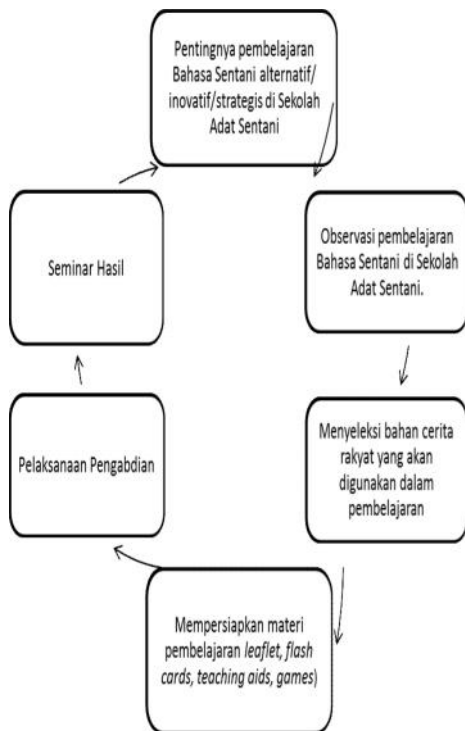 Pentingnya pembelajaran
Bahasa Sentani alternatif/
inovatif/strategis di Sekolah
Adat Sentani
Observasi pembelajaran
Bahasa Sentani di Sekolah
Adat Sentani.
Menyeleksi bahan cerita
rakyat yang akan
digunakan dalam
pembelajaran
Mempersiapkan materi
pembelajaran leaflet, flash
cards, teaching aids, games)
Pelaksanaan Pengabdian
Seminar Hasil